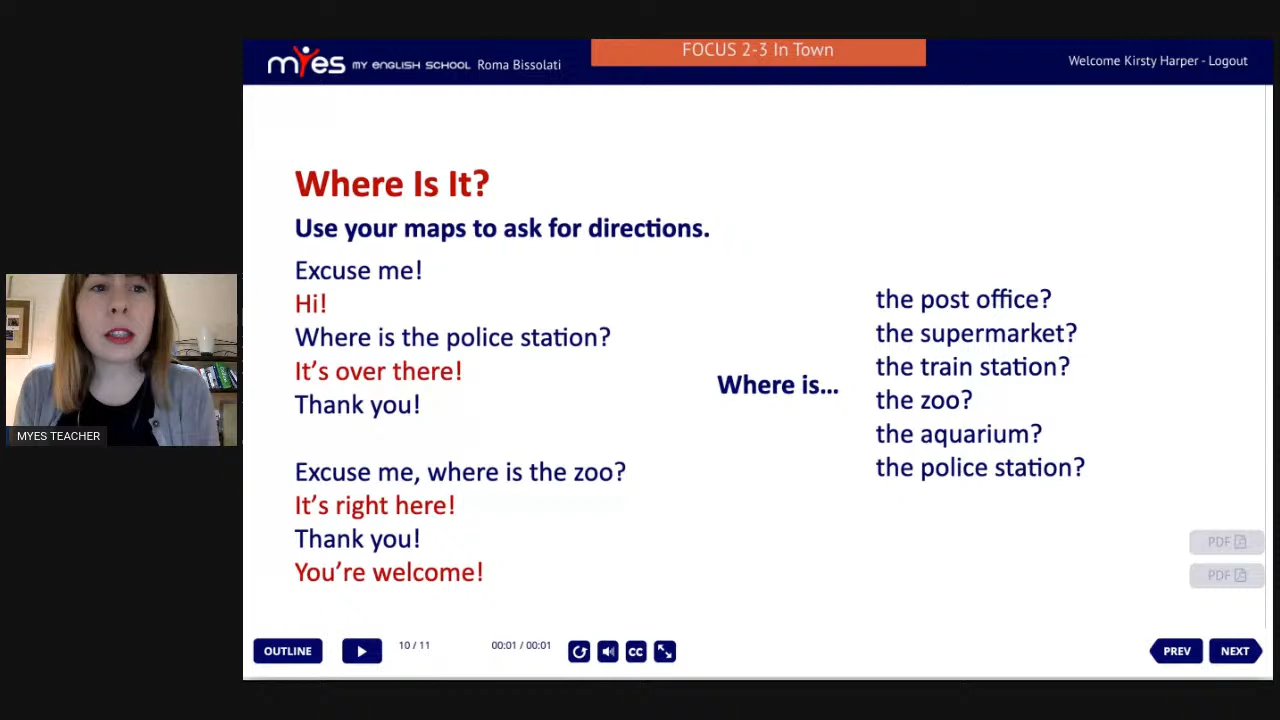 FOCUS 2-3 In Town
myes MY ENGLISH SCHOOL Roma Bissolati
Welcome Kirsty Harper - Logout
Where Is It?
Use your maps to ask for directions.
Excuse me!
Hi!
Where is the police station?
It's over there!
Thank you!
Excuse me, where is the zoo?
It's right here!
Thank you!
You're welcome!
Where is...
the post office?
the supermarket?
the train station?
the zoo?
the aquarium?
the police station?
MYES TEACHER
PDF
PDF
OUTLINE
10 / 11
00:01 / 00:01
CC
PREV
NEXT